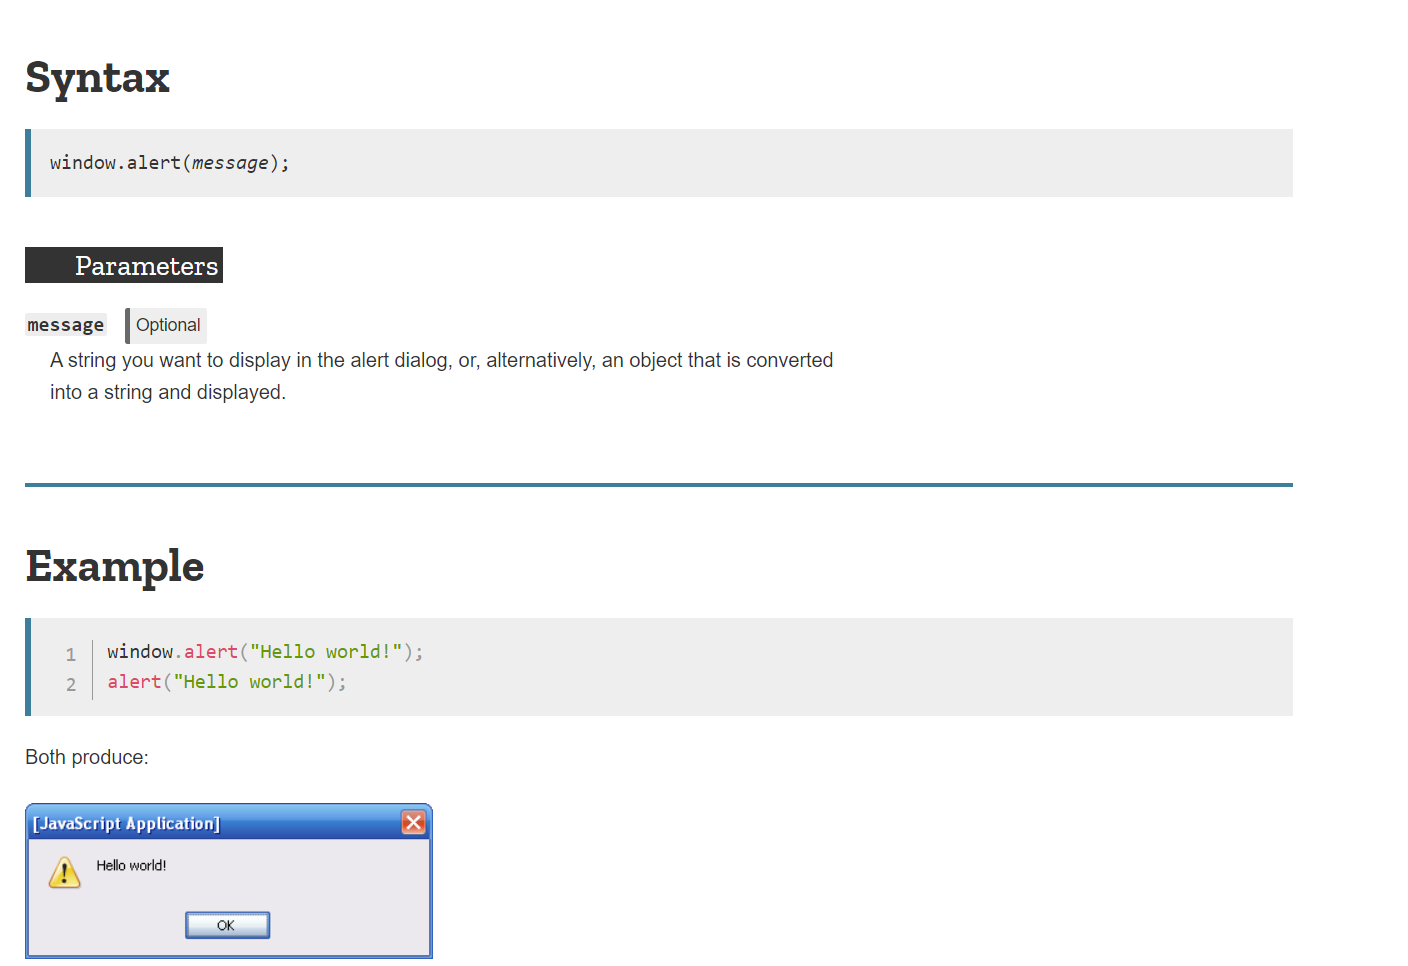 Syntax
window.alert(message);
Parameters
message Optional
A string you want to display in the alert dialog, or, alternatively, an object that is converted
into a string and displayed.
Example
1 window.alert("Hello world!");
2 alert("Hello world!");
Both produce:
[JavaScript Application]
Hello world!
OK